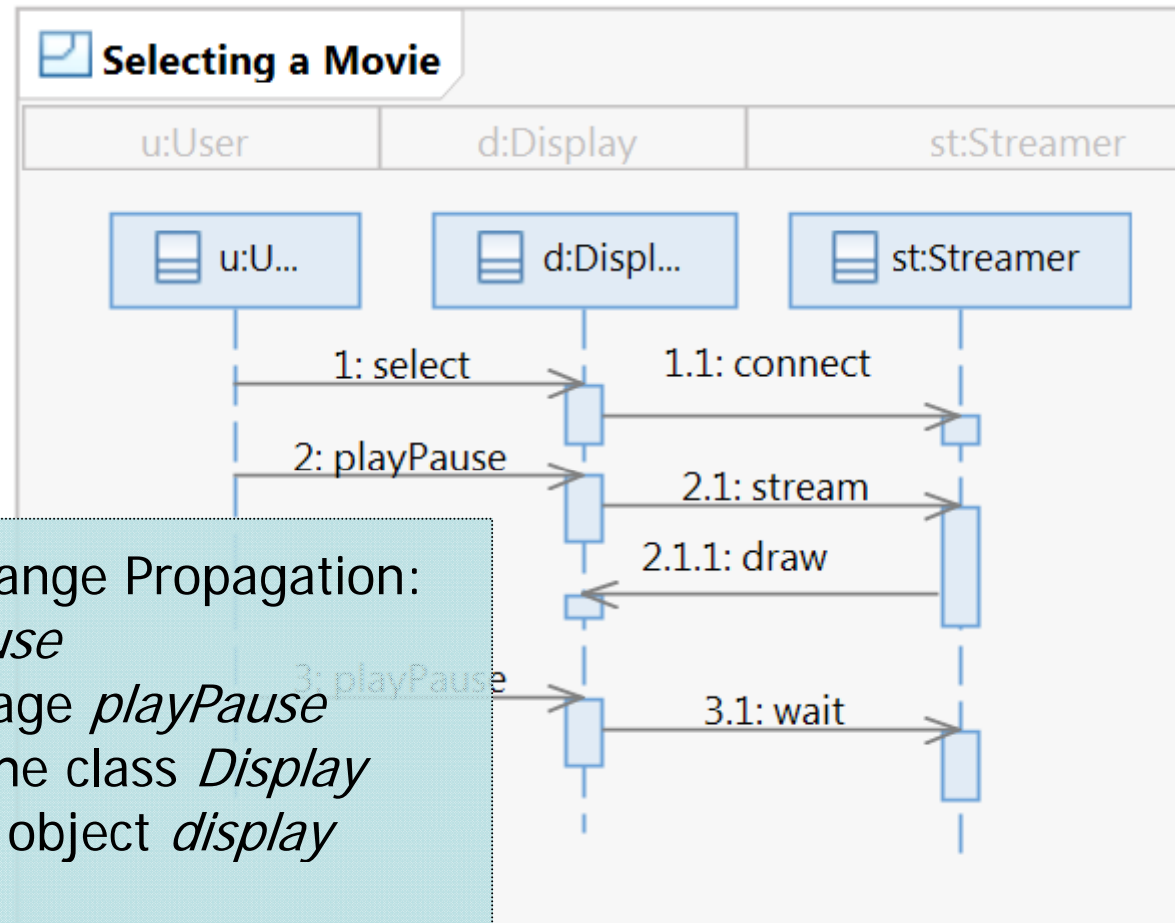 Selecting a Movie
u:User d:Display st:Streamer
u:U... d:Displ... st:Streamer
1: select 1.1: connect
2: playPause
2.1: stream
2.1.1: draw
3: playPause
3.1: wait
ange Propagation:
use
age playPause
ne class Display
object display